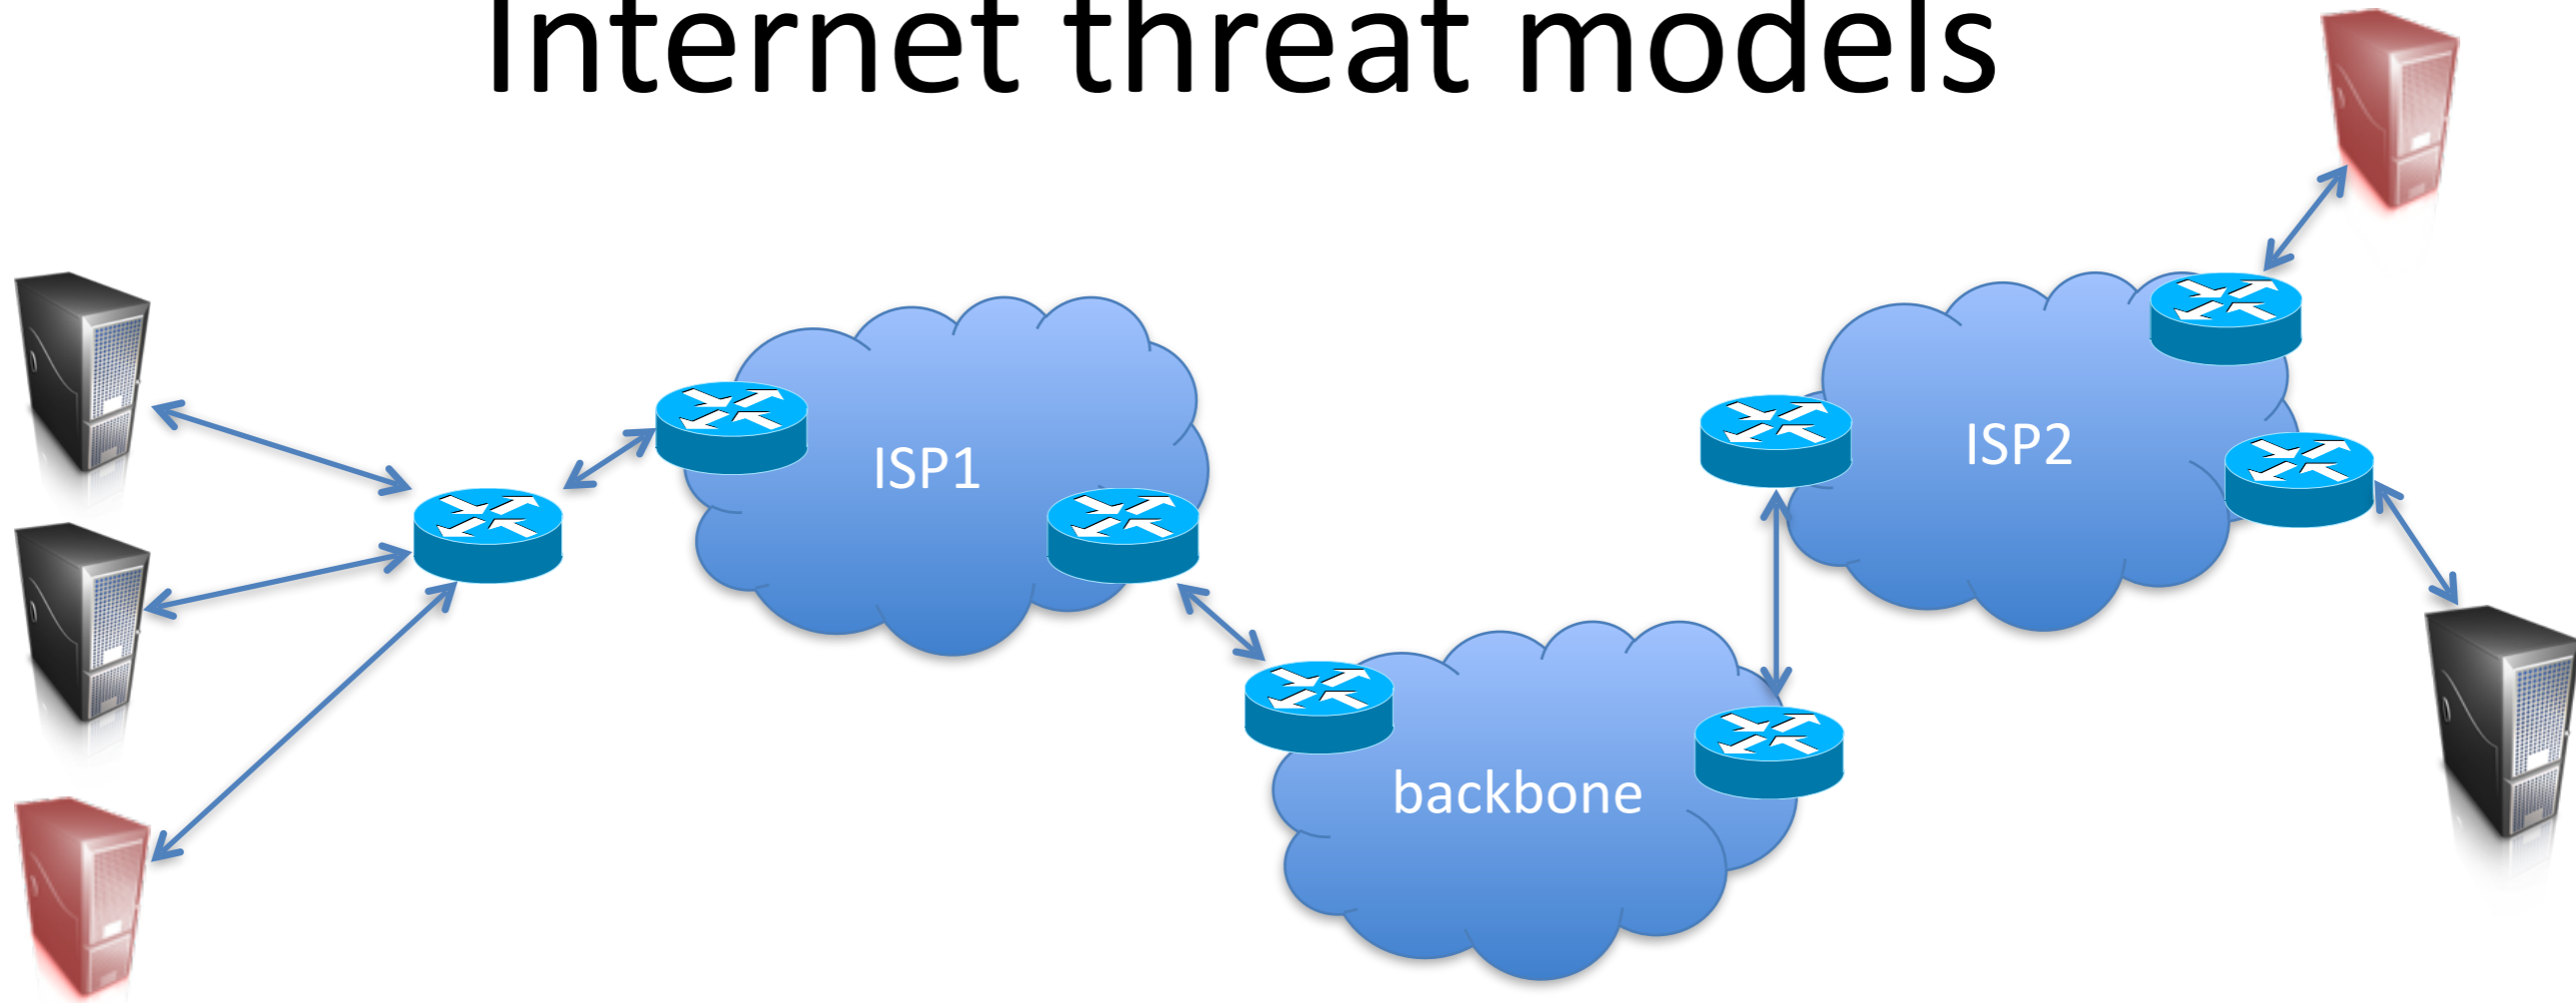 Internet threat models
ISP1
ISP2
backbone